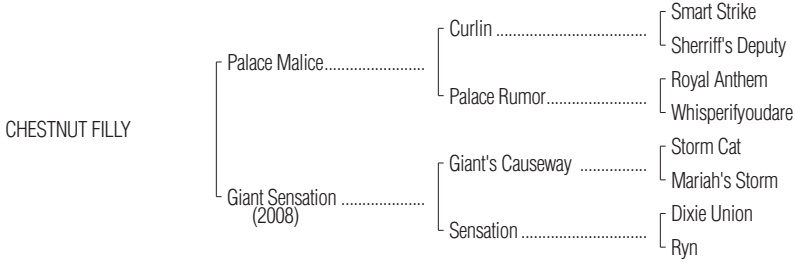 Smart Strike
Curlin ....................................
Sherriff's Deputy
Palace Malice........................
Royal Anthem
Palace Rumor........................
Whisperifyoudare
CHESTNUT FILLY
Storm Cat
Giant's Causeway ................
Mariah's Storm
Giant Sensation ....................
(2008)
Dixie Union
Sensation ..............................
Ryn